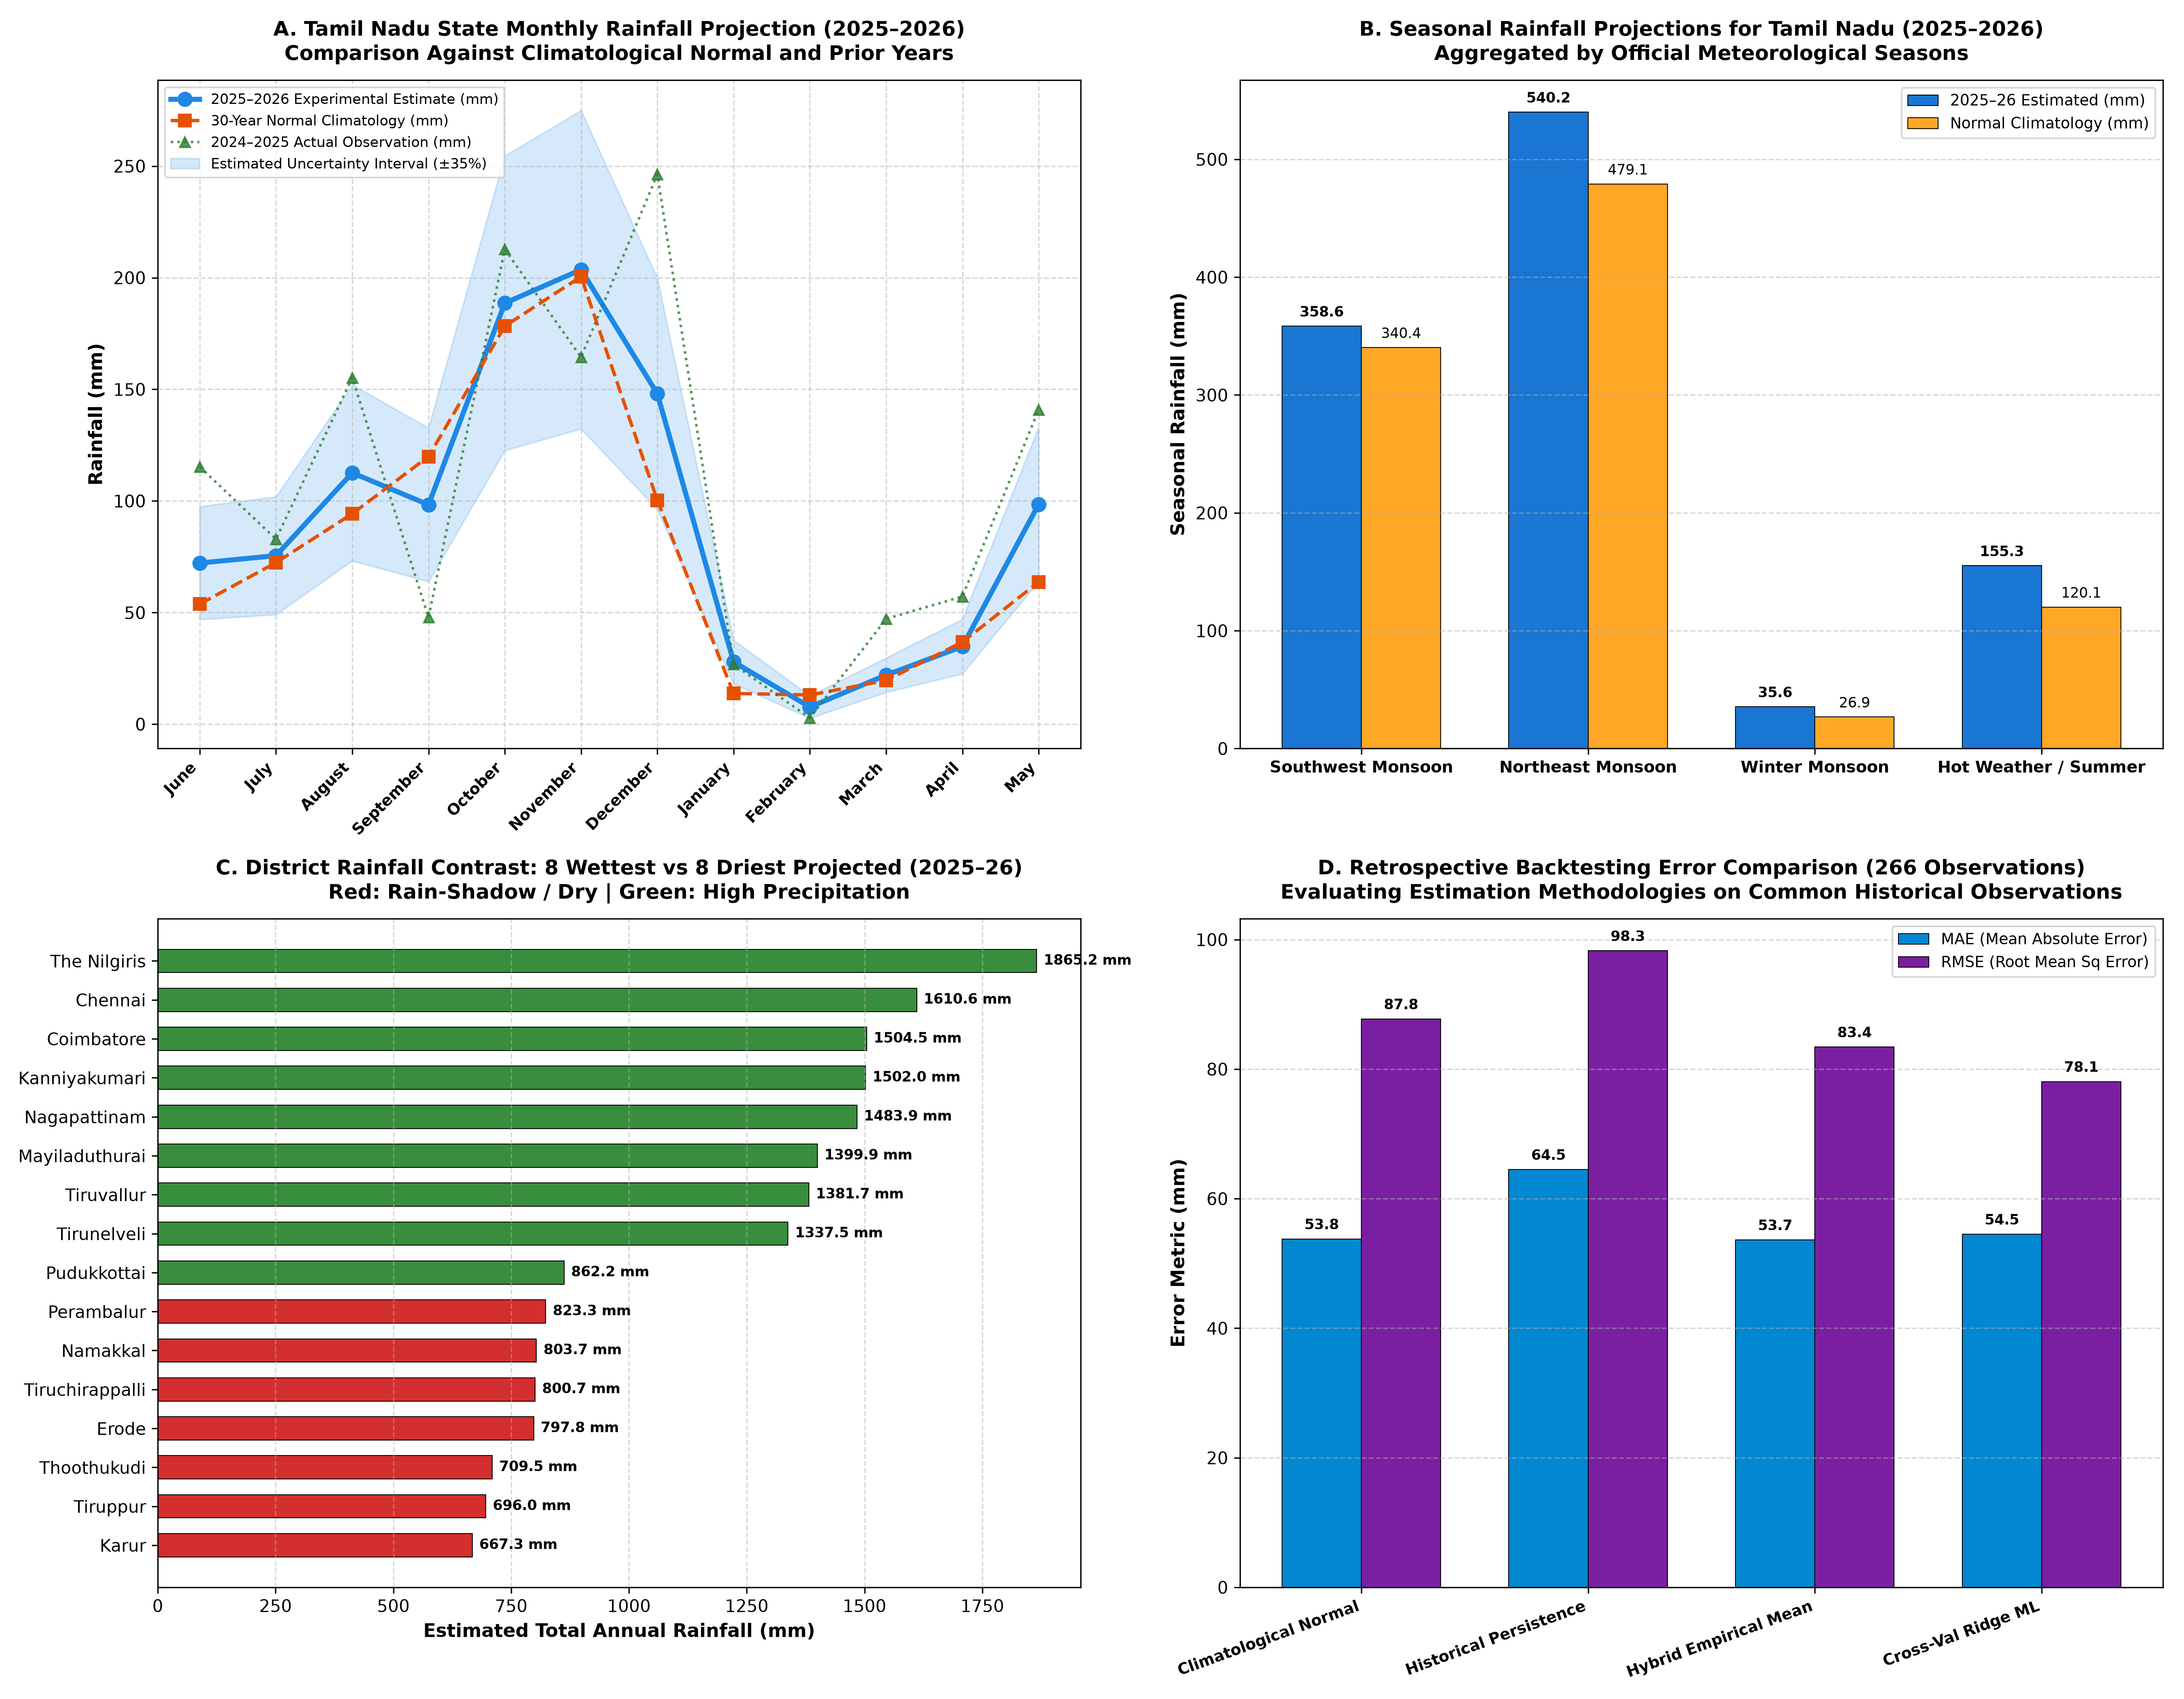 A. Tamil Nadu State Monthly Rainfall Projection (2025–2026)
Comparison Against Climatological Normal and Prior Years
2025–2026 Experimental Estimate (mm)
30-Year Normal Climatology (mm)
2024–2025 Actual Observation (mm)
Estimated Uncertainty Interval (±35%)
Rainfall (mm)
250
200
150
100
50
0
June
July
August
September
October
November
December
January
February
March
April
May
B. Seasonal Rainfall Projections for Tamil Nadu (2025–2026)
Aggregated by Official Meteorological Seasons
2025–26 Estimated (mm)
Normal Climatology (mm)
Seasonal Rainfall (mm)
500
400
300
200
100
0
358.6
340.4
540.2
479.1
35.6
26.9
155.3
120.1
Southwest Monsoon
Northeast Monsoon
Winter Monsoon
Hot Weather / Summer
C. District Rainfall Contrast: 8 Wettest vs 8 Driest Projected (2025–26)
Red: Rain-Shadow / Dry | Green: High Precipitation
The Nilgiris 1865.2 mm
Chennai 1610.6 mm
Coimbatore 1504.5 mm
Kanniyakumari 1502.0 mm
Nagapattinam 1483.9 mm
Mayiladuthurai 1399.9 mm
Tiruvallur 1381.7 mm
Tirunelveli 1337.5 mm
Pudukkottai 862.2 mm
Perambalur 823.3 mm
Namakkal 803.7 mm
Tiruchirappalli 800.7 mm
Erode 797.8 mm
Thoothukudi 709.5 mm
Tiruppur 696.0 mm
Karur 667.3 mm
0 250 500 750 1000 1250 1500 1750
Estimated Total Annual Rainfall (mm)
D. Retrospective Backtesting Error Comparison (266 Observations)
Evaluating Estimation Methodologies on Common Historical Observations
MAE (Mean Absolute Error)
RMSE (Root Mean Sq Error)
Error Metric (mm)
100
80
60
40
20
0
53.8
87.8
64.5
98.3
53.7
83.4
54.5
78.1
Climatological Normal
Historical Persistence
Hybrid Empirical Mean
Cross-Val Ridge ML